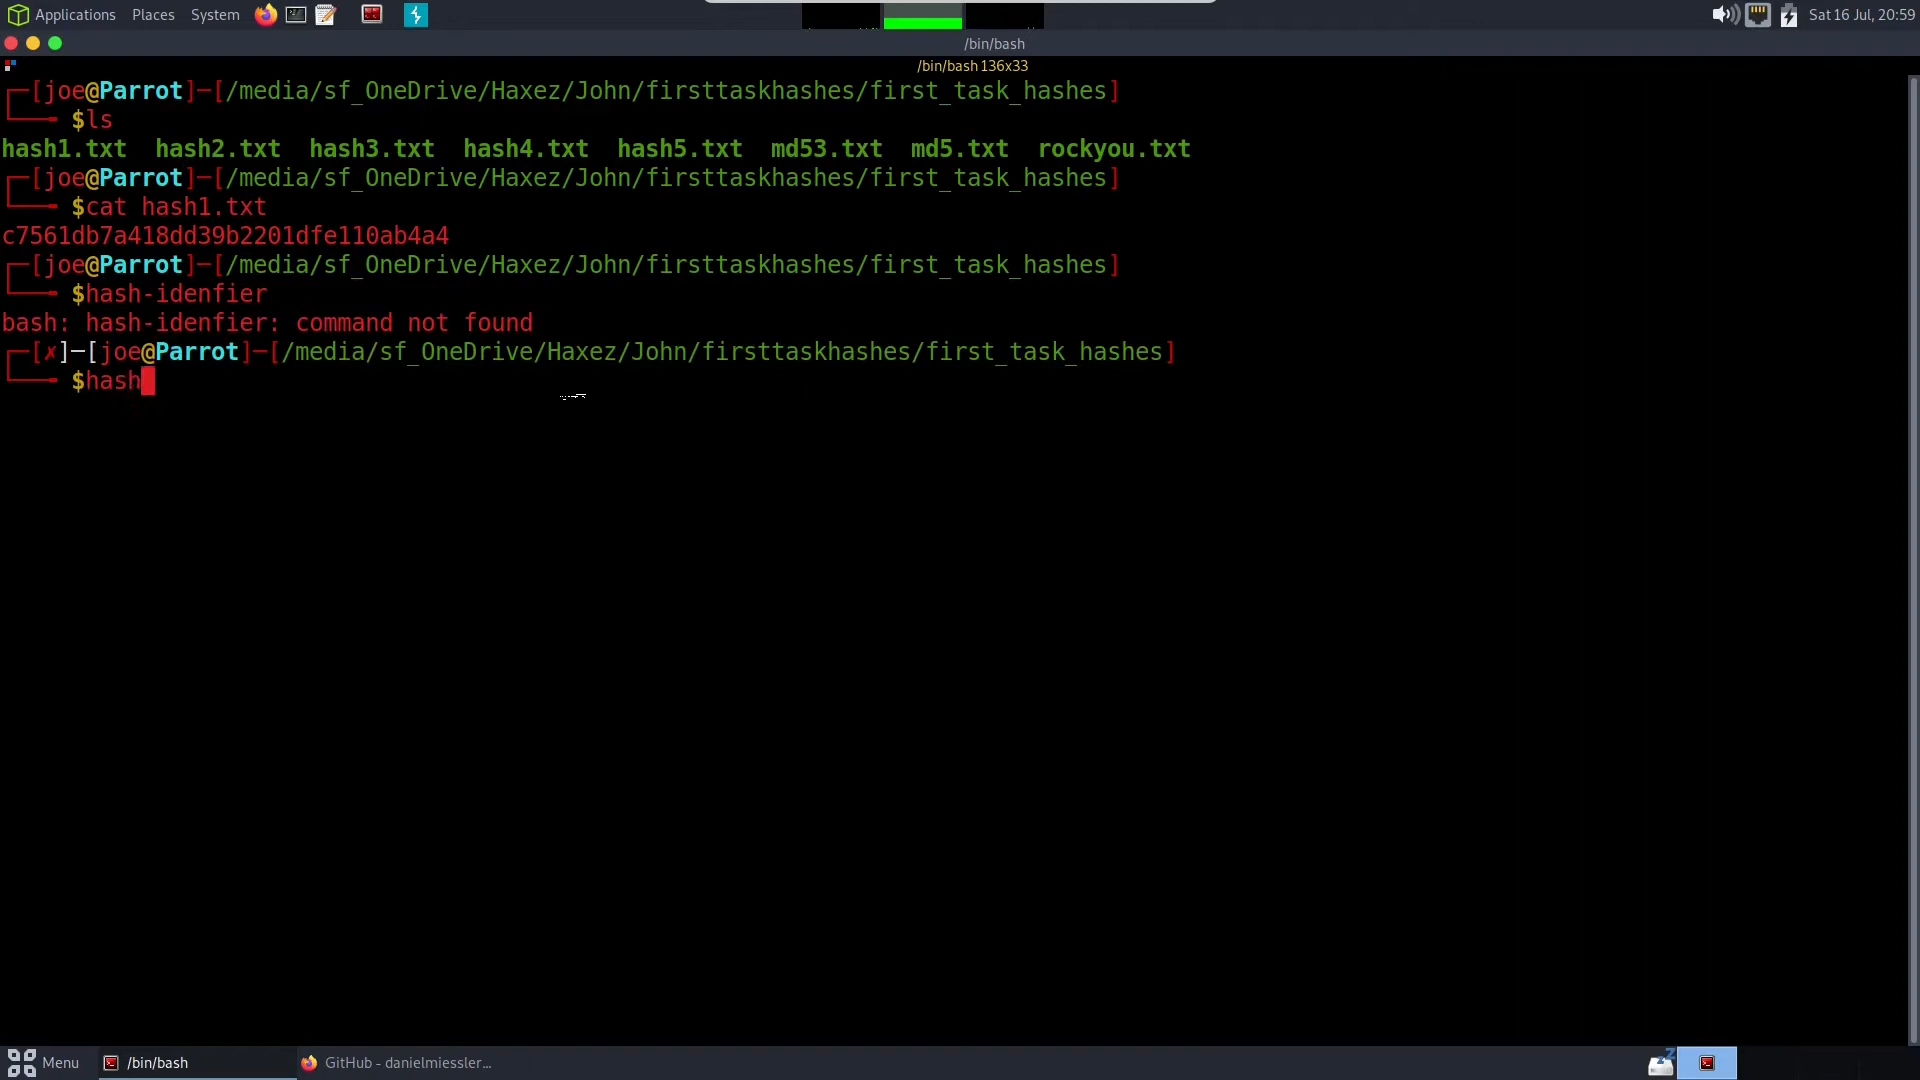 Applications Places System Sat 16 Jul, 20:59
/bin/bash
/bin/bash 136x33
[joe@Parrot]─[/media/sf_OneDrive/Haxez/John/firsttaskhashes/first_task_hashes]
$ls
hash1.txt hash2.txt hash3.txt hash4.txt hash5.txt md53.txt md5.txt rockyou.txt
[joe@Parrot]─[/media/sf_OneDrive/Haxez/John/firsttaskhashes/first_task_hashes]
$cat hash1.txt
c7561db7a418dd39b2201dfe110ab4a4
[joe@Parrot]─[/media/sf_OneDrive/Haxez/John/firsttaskhashes/first_task_hashes]
$hash-idenfier
bash: hash-idenfier: command not found
[✗]─[joe@Parrot]─[/media/sf_OneDrive/Haxez/John/firsttaskhashes/first_task_hashes]
$hash
Menu /bin/bash GitHub - danielmiessler...